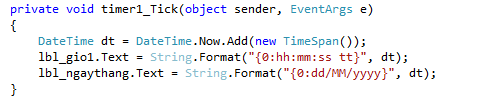 private void timer1_Tick(object sender, EventArgs e)
{
DateTime dt = DateTime.Now.Add(new TimeSpan());
lbl_gio1.Text = String.Format("{0:hh:mm:ss tt}", dt);
lbl_ngaythang.Text = String.Format("{0:dd/MM/yyyy}", dt);
}